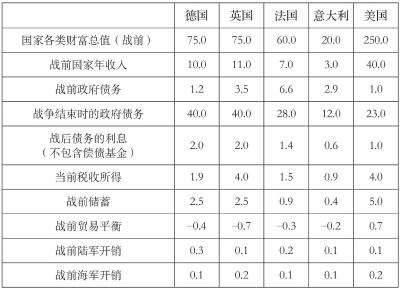 德国 英国 法国 意大利 美国
国家各类财富总值（战前） 75.0 75.0 60.0 20.0 250.0
战前国家年收入 10.0 11.0 7.0 3.0 40.0
战前政府债务 1.2 3.5 6.6 2.9 1.0
战争结束时的政府债务 40.0 40.0 28.0 12.0 23.0
战后债务的利息
（不包含偿债基金） 2.0 2.0 1.4 0.6 1.0
当前税收所得 1.9 4.0 1.5 0.9 4.0
战前储蓄 2.5 2.5 0.9 0.4 5.0
战前贸易平衡 –0.4 –0.7 –0.3 –0.2 0.7
战前陆军开销 0.3 0.1 0.2 0.1 0.1
战前海军开销 0.1 0.2 0.1 0.1 0.2